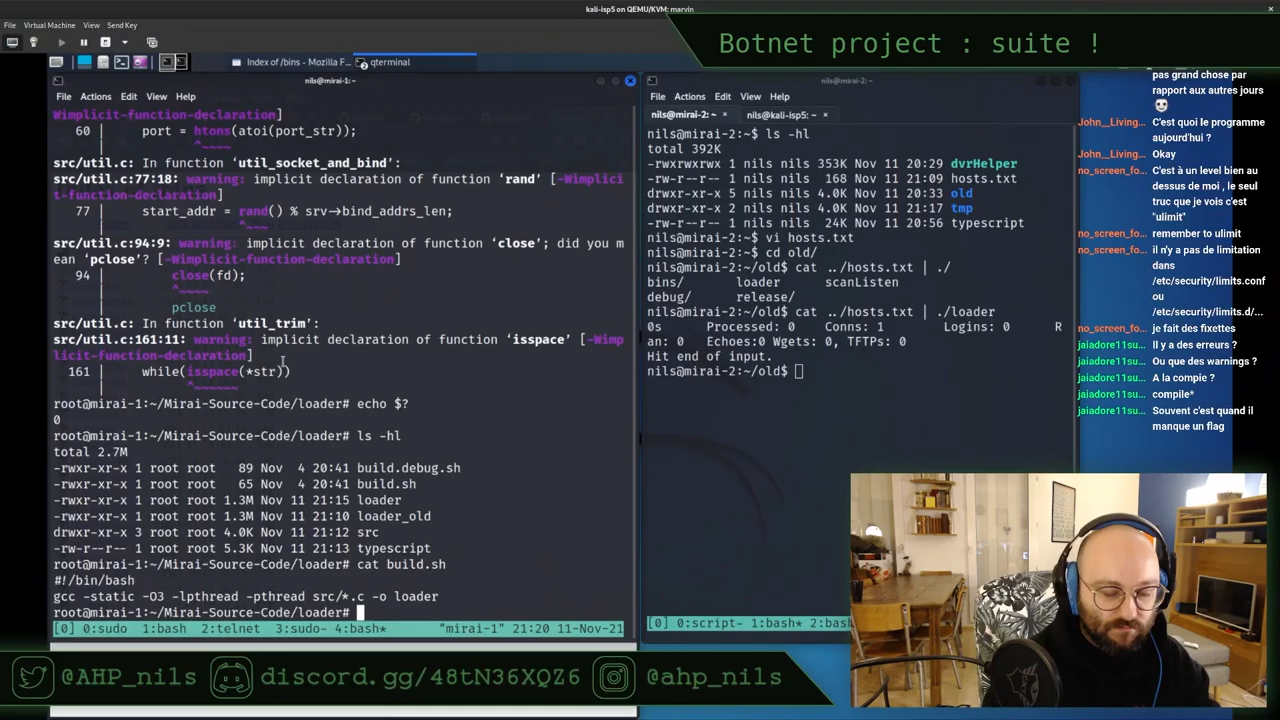 kali-isp5 on QEMU/KVM: marvin
File Virtual Machine View Send Key
Botnet project : suite !
Index of /bins - Mozilla F...
qterminal
nils@mirai-1: ~
File Actions Edit View Help
Wimplicit-function-declaration]
60 | port = htons(atoi(port_str));
^~~~~
src/util.c: In function ‘util_socket_and_bind’:
src/util.c:77:18: warning: implicit declaration of function ‘rand’ [-Wimplici
t-function-declaration]
77 | start_addr = rand() % srv->bind_addrs_len;
^~~~
src/util.c:94:9: warning: implicit declaration of function ‘close’; did you m
ean ‘pclose’? [-Wimplicit-function-declaration]
94 | close(fd);
^~~~~
pclose
src/util.c: In function ‘util_trim’:
src/util.c:161:11: warning: implicit declaration of function ‘isspace’ [-Wimp
licit-function-declaration]
161 | while(isspace(*str))
^~~~~~~
root@mirai-1:~/Mirai-Source-Code/loader# echo $?
0
root@mirai-1:~/Mirai-Source-Code/loader# ls -hl
total 2.7M
-rwxr-xr-x 1 root root 89 Nov 4 20:41 build.debug.sh
-rwxr-xr-x 1 root root 65 Nov 4 20:41 build.sh
-rwxr-xr-x 1 root root 1.3M Nov 11 21:15 loader
-rwxr-xr-x 1 root root 1.3M Nov 11 21:10 loader_old
drwxr-xr-x 3 root root 4.0K Nov 11 21:12 src
-rw-r--r-- 1 root root 5.3K Nov 11 21:13 typescript
root@mirai-1:~/Mirai-Source-Code/loader# cat build.sh
#!/bin/bash
gcc -static -O3 -lpthread -pthread src/*.c -o loader
root@mirai-1:~/Mirai-Source-Code/loader#
[0] 0:sudo 1:bash 2:telnet 3:sudo- 4:bash* "mirai-1" 21:20 11-Nov-21
nils@mirai-2: ~
File Actions Edit View Help
nils@mirai-2: ~ × nils@kali-isp5: ~ ×
nils@mirai-2:~$ ls -hl
total 392K
-rwxrwxrwx 1 nils nils 353K Nov 11 20:29 dvrHelper
-rw-r--r-- 1 nils nils 168 Nov 11 21:09 hosts.txt
drwxr-xr-x 5 nils nils 4.0K Nov 11 20:33 old
drwxr-xr-x 2 nils nils 4.0K Nov 11 21:17 tmp
-rw-r--r-- 1 nils nils 24K Nov 11 20:56 typescript
nils@mirai-2:~$ vi hosts.txt
nils@mirai-2:~$ cd old/
nils@mirai-2:~/old$ cat ../hosts.txt | ./
bins/ loader scanListen
debug/ release/
nils@mirai-2:~/old$ cat ../hosts.txt | ./loader
0s Processed: 0 Conns: 1 Logins: 0 R
an: 0 Echoes:0 Wgets: 0, TFTPs: 0
Hit end of input.
nils@mirai-2:~/old$
[0] 0:script- 1:bash* 2:bash
pas grand chose par
rapport aux autres jours
John__Living... C'est quoi le programme
aujourd'hui ?
John__Living... Okay
no_screen_fo... C'est à un level bien au
dessus de moi , le seul
truc que je vois c'est
"ulimit"
no_screen_fo... remember to ulimit
no_screen_fo... il n'y a pas de limitation
dans
/etc/security/limits.conf
ou
/etc/security/limits.d/...
no_screen_fo... je fait des fixettes
jaiadore11su... Il y a des erreurs ?
jaiadore11su... Ou que des warnings ?
jaiadore11su... A la compie ?
jaiadore11su... compile*
jaiadore11su... Souvent c'est quand il
manque un flag
@AHP_nils discord.gg/48tN36XQZ6 @ahp_nils